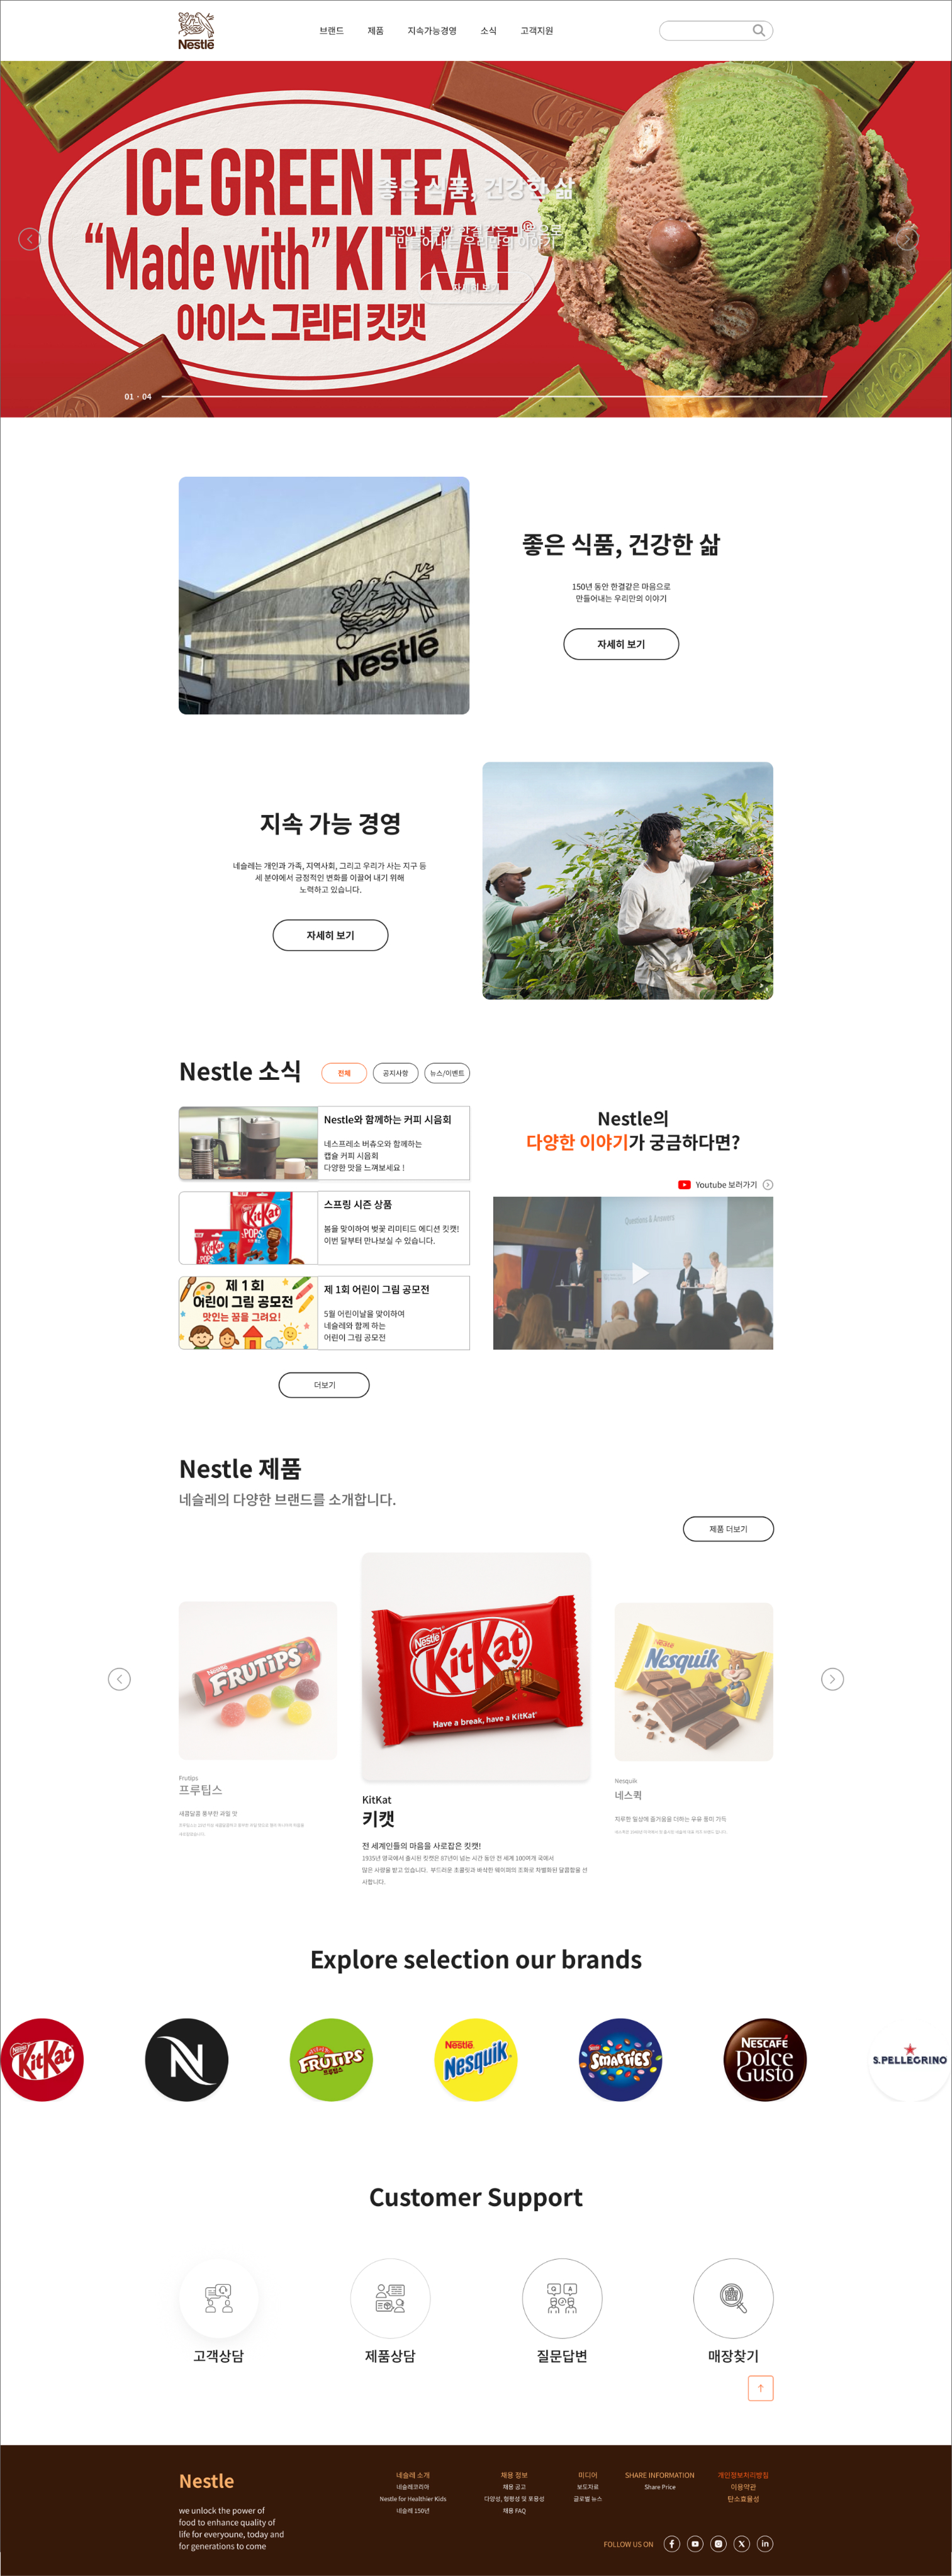 Nestlé
브랜드
제품
지속가능경영
소식
고객지원
ICE GREEN TEA
“Made with” KITKAT®
아이스 그린티 킷캣
좋은 식품, 건강한 삶
150년 동안 한결같은 마음으로
만들어내는 우리만의 이야기
자세히 보기
01 - 04
Nestlé
좋은 식품, 건강한 삶
150년 동안 한결같은 마음으로
만들어내는 우리만의 이야기
자세히 보기
지속 가능 경영
네슬레는 개인과 가족, 지역사회, 그리고 우리가 사는 지구 등
세 분야에서 긍정적인 변화를 이끌어 내기 위해
노력하고 있습니다.
자세히 보기
Nestle 소식
전체
공지사항
뉴스/이벤트
Nestle와 함께하는 커피 시음회
네스프레소 버츄오와 함께하는
캡슐 커피 시음회
다양한 맛을 느껴보세요 !
KitKat
POPS
KitKat
POPS
스프링 시즌 상품
봄을 맞이하여 벚꽃 리미티드 에디션 킷캣!
이번 달부터 만나보실 수 있습니다.
제 1회
어린이 그림 공모전
맛있는 꿈을 그려요!
제 1회 어린이 그림 공모전
5월 어린이날을 맞이하여
네슬레와 함께 하는
어린이 그림 공모전
더보기
Nestle의
다양한 이야기가 궁금하다면?
Youtube 보러가기
Questions & Answers
Nestle 제품
네슬레의 다양한 브랜드를 소개합니다.
제품 더보기
Nestlé
FRUTIPS
Frutips
프루팁스
새콤달콤 풍부한 과일 맛
Nestlé
KitKat
Have a break, have a KitKat
KitKat
키캣
전 세계인들의 마음을 사로잡은 킷캣!
1935년 영국에서 출시된 킷캣은 87년이 넘는 시간 동안 전 세계 100여개 국에서
많은 사랑을 받고 있습니다. 부드러운 초콜릿과 바삭한 웨이퍼의 조화로 차별화된 달콤함을 선
사합니다.
Nestlé
Nesquik
Nesquik
네스퀵
지루한 일상에 즐거움을 더하는 우유 풍미 가득
Explore selection our brands
Nestlé
KitKat
N
Nestlé
FRUTIPS
Nestlé
Nesquik
Nestlé
SMARTIES
NESCAFÉ
Dolce
Gusto
S.PELLEGRINO
Customer Support
Q
A
고객상담
제품상담
질문답변
매장찾기
Nestle
we unlock the power of
food to enhance quality of
life for everyoune, today and
for generations to come
네슬레 소개
네슬레코리아
Nestle for Healthier Kids
네슬레 150년
채용 정보
채용 공고
다양성, 형평성 및 포용성
채용 FAQ
미디어
보도자료
글로벌 뉴스
SHARE INFORMATION
Share Price
개인정보처리방침
이용약관
탄소효율성
FOLLOW US ON